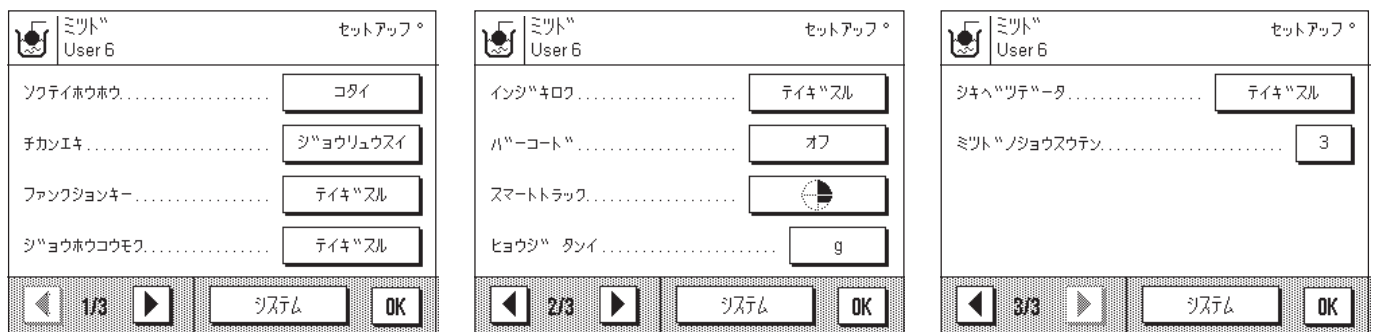 ミツド セットアップ
User 6
ソクテイホウホウ................... コタイ
チカンエキ....................... ジョウリュウスイ
ファンクションキー................. テイギスル
ジョウホウコウモク................ テイギスル
1/3 システム OK
ミツド セットアップ
User 6
インジキロク.................... テイギスル
バーコード...................... オフ
スマートトラック...................
ヒョウジ タンイ...................... g
2/3 システム OK
ミツド セットアップ
User 6
シキベツデータ................. テイギスル
ミツドノショウスウテン....................... 3
3/3 システム OK